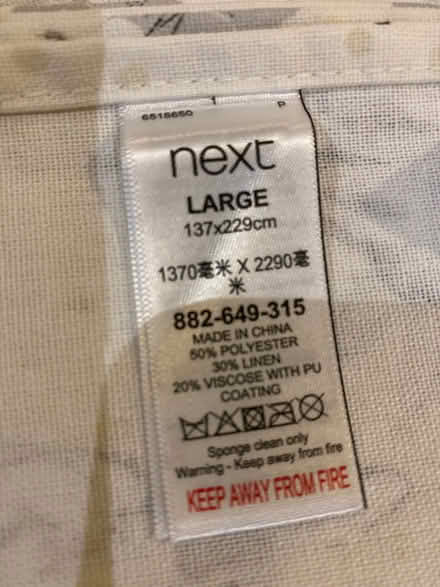 6518650 P
next
LARGE
137x229cm
1370毫米 X 2290毫
米
882-649-315
MADE IN CHINA
50% POLYESTER
30% LINEN
20% VISCOSE WITH PU
COATING
Sponge clean only
Warning - Keep away from fire
KEEP AWAY FROM FIRE